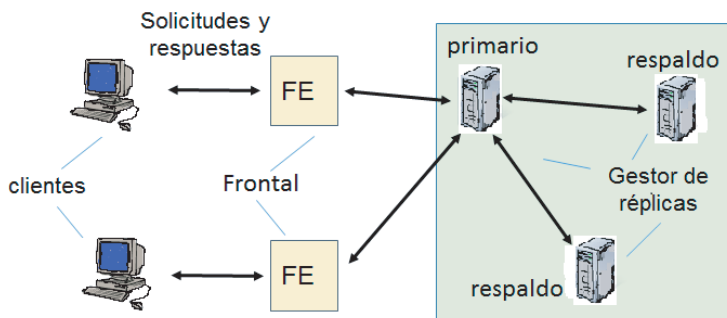 Solicitudes y
respuestas
primario
respaldo
FE
clientes
Frontal
Gestor de
réplicas
FE
respaldo